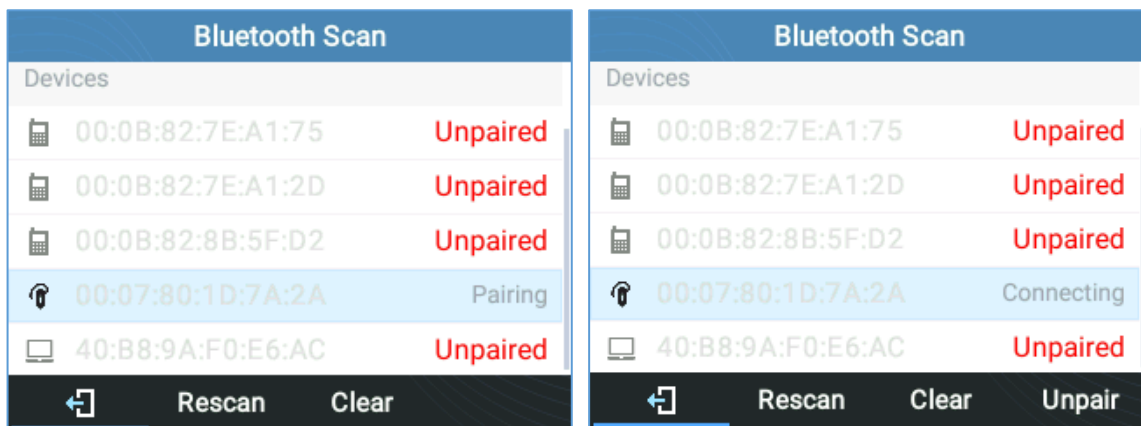 Bluetooth Scan
Devices
00:0B:82:7E:A1:75 Unpaired
00:0B:82:7E:A1:2D Unpaired
00:0B:82:8B:5F:D2 Unpaired
00:07:80:1D:7A:2A Pairing
40:B8:9A:F0:E6:AC Unpaired
Rescan Clear
Bluetooth Scan
Devices
00:0B:82:7E:A1:75 Unpaired
00:0B:82:7E:A1:2D Unpaired
00:0B:82:8B:5F:D2 Unpaired
00:07:80:1D:7A:2A Connecting
40:B8:9A:F0:E6:AC Unpaired
Rescan Clear Unpair